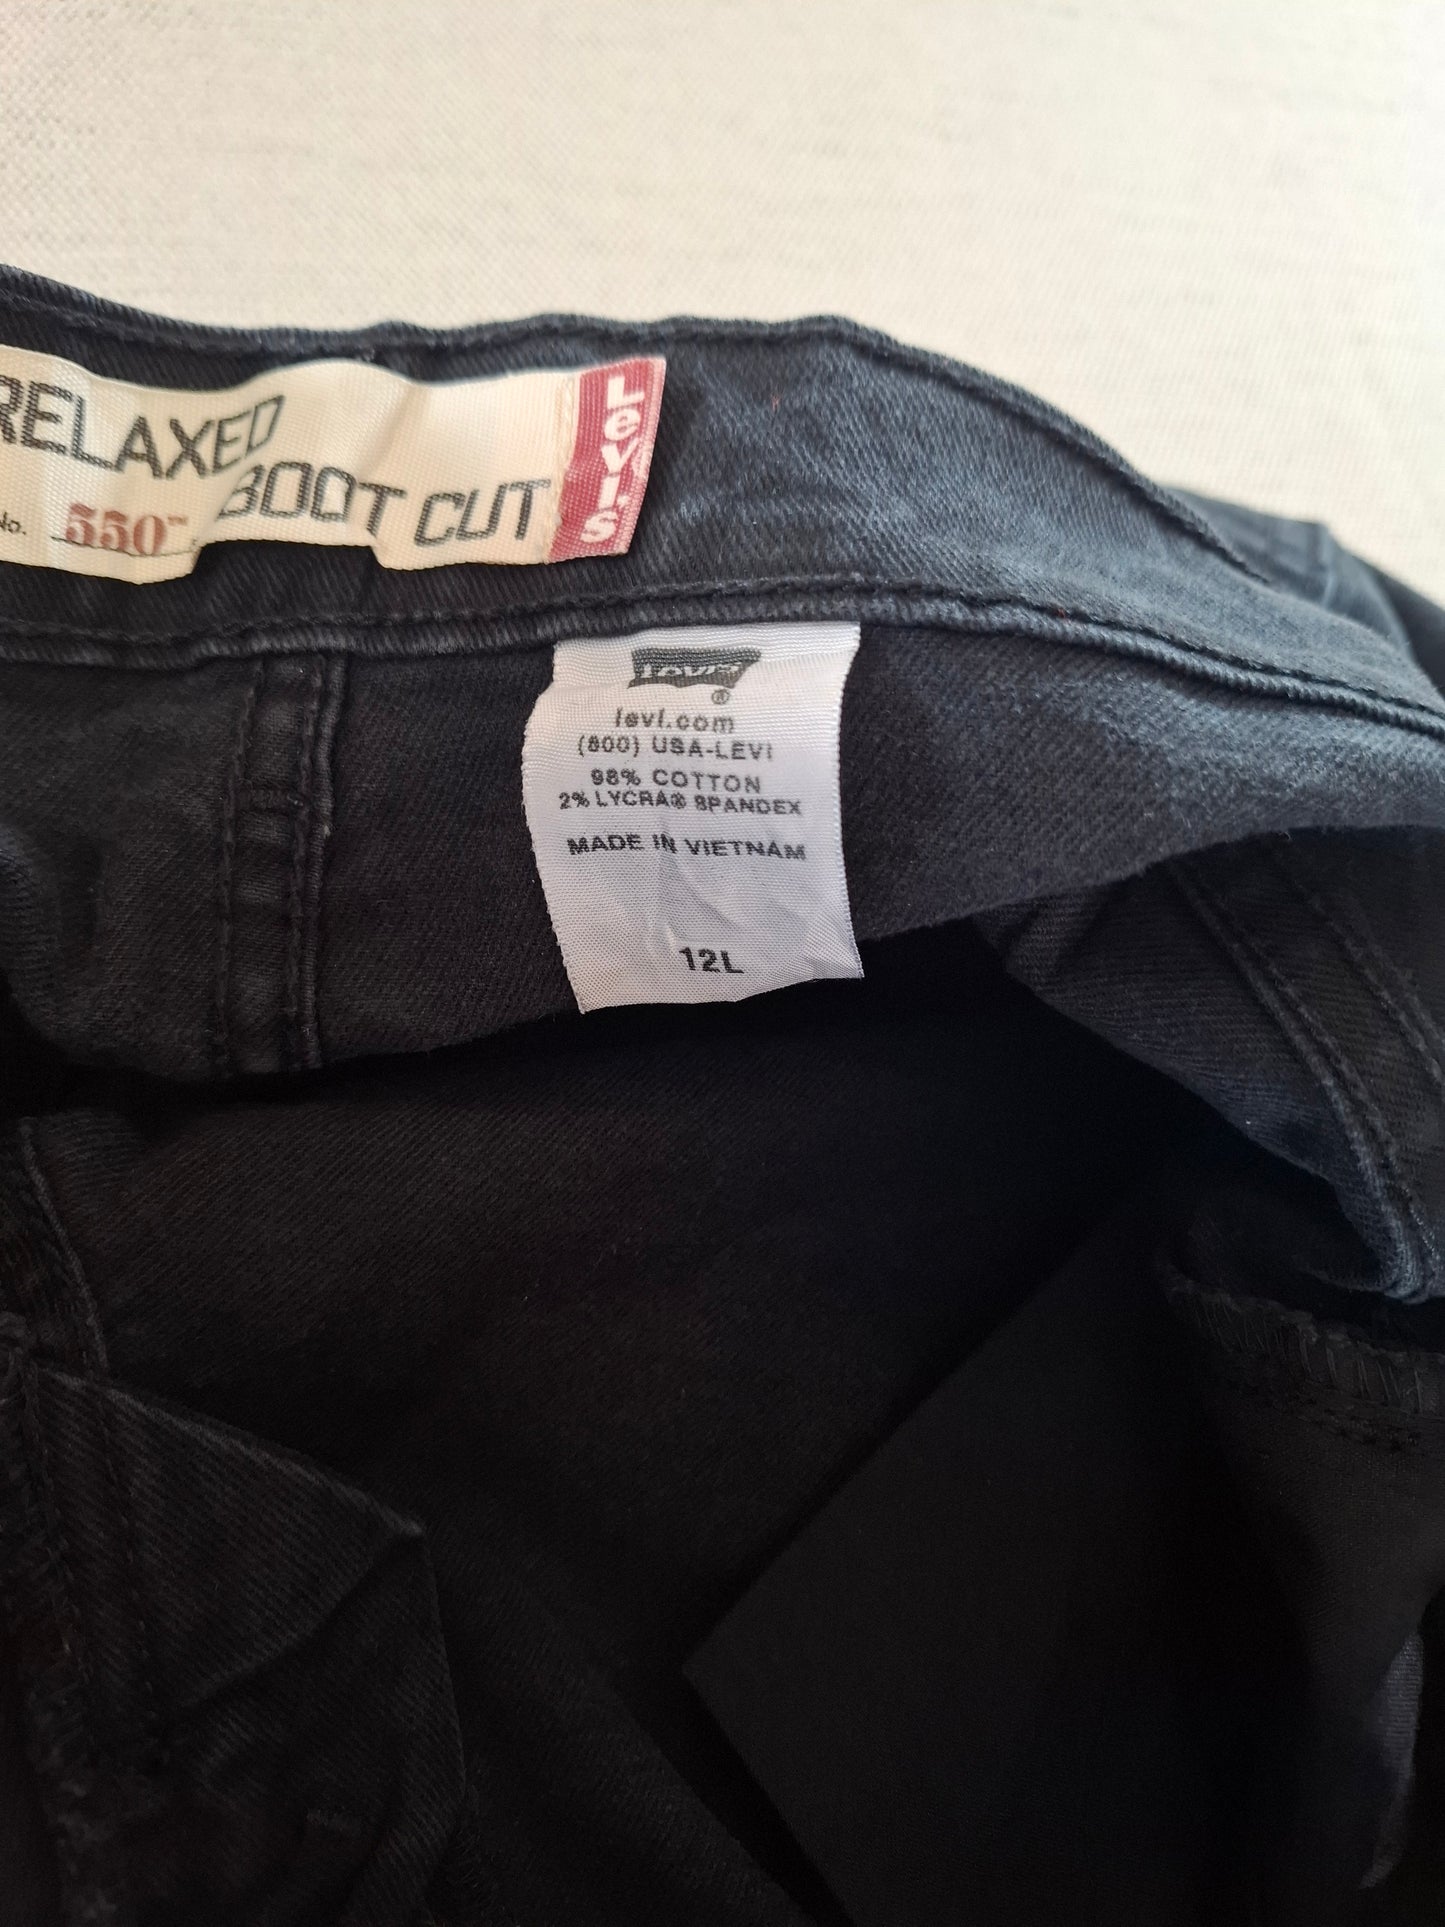 RELAXED
BOOT CUT
No. 550™
Levi's
LEVI'S
®
levi.com
(800) USA-LEVI
98% COTTON
2% LYCRA® SPANDEX
MADE IN VIETNAM
12L